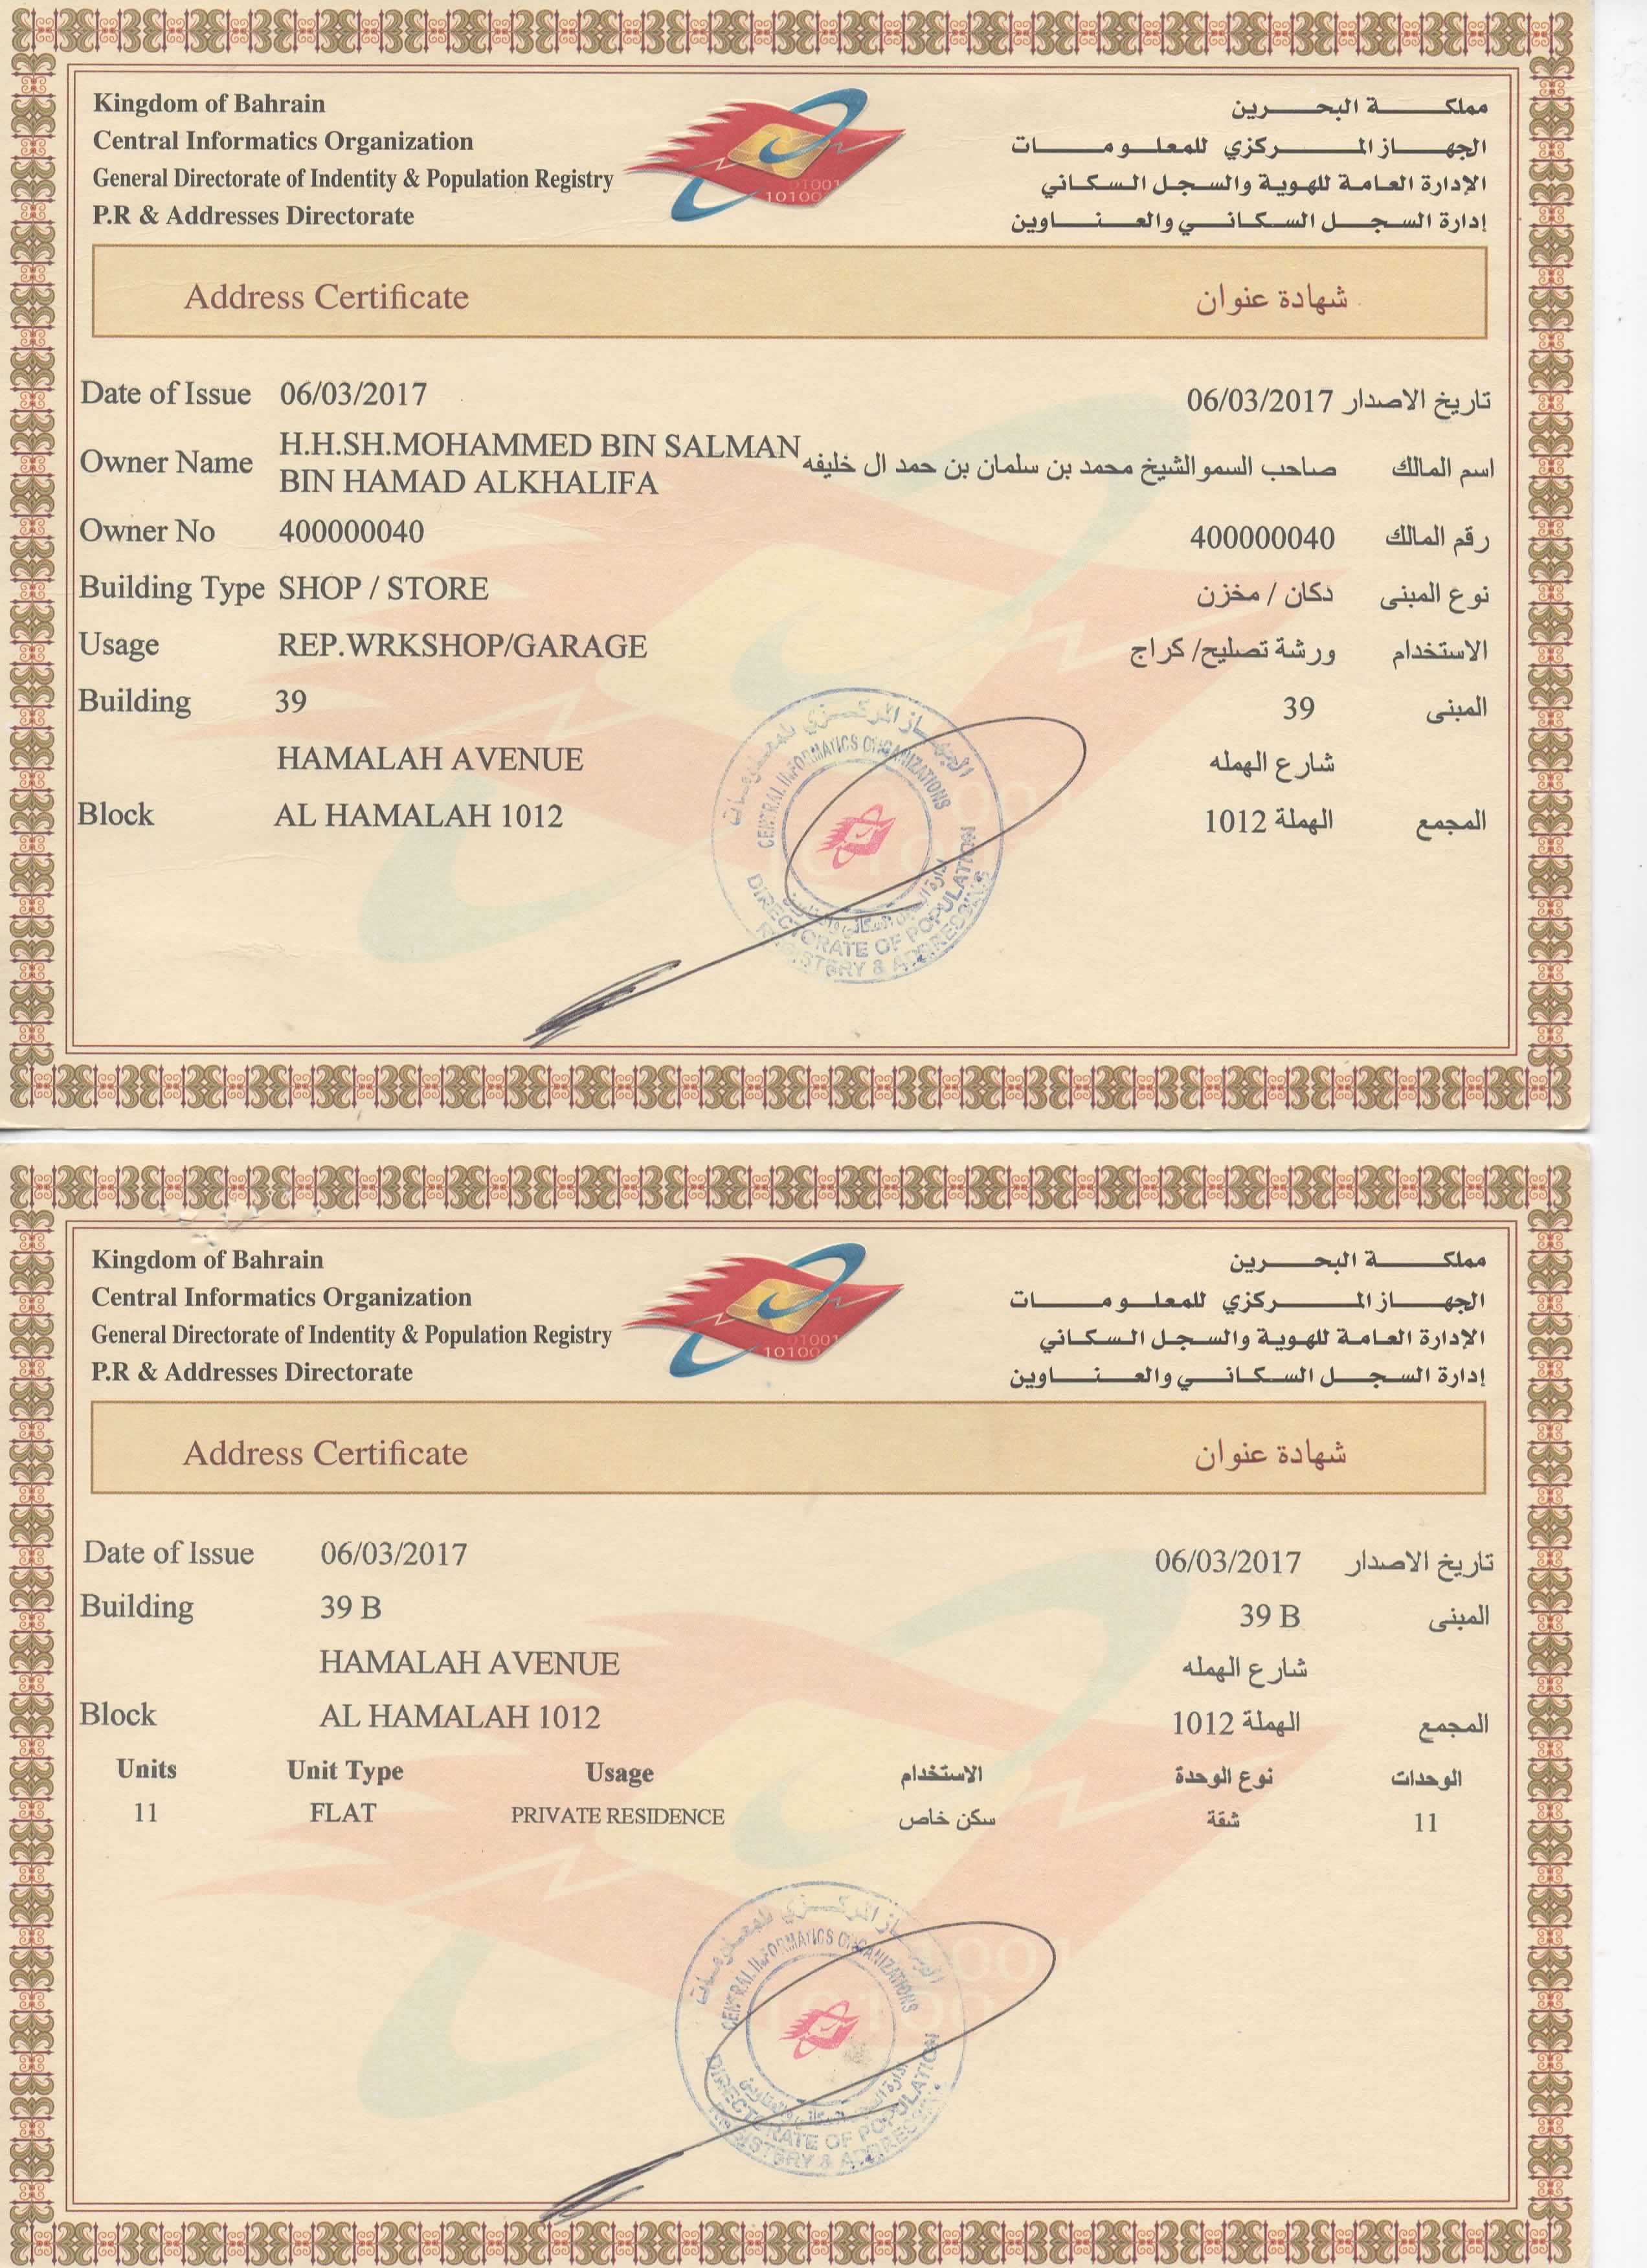 Kingdom of Bahrain
Central Informatics Organization
General Directorate of Indentity & Population Registry
P.R & Addresses Directorate
مملكة البحرين
الجهاز المركزي للمعلومات
الإدارة العامة للهوية والسجل السكاني
إدارة السجل السكاني والعناوين
01001
10100
Address Certificate شهادة عنوان
Date of Issue 06/03/2017 تاريخ الاصدار 06/03/2017
Owner Name H.H.SH.MOHAMMED BIN SALMAN
BIN HAMAD ALKHALIFA
اسم المالك صاحب السمو الشيخ محمد بن سلمان بن حمد ال خليفه
Owner No 400000040 رقم المالك 400000040
Building Type SHOP / STORE نوع المبنى دكان / مخزن
Usage REP.WRKSHOP/GARAGE الاستخدام ورشة تصليح/ كراج
Building 39 المبنى 39
HAMALAH AVENUE شارع الهمله
Block AL HAMALAH 1012 المجمع الهملة 1012
الجهاز المركزي للمعلومات
CENTRAL INFORMATICS ORGANIZATIONS
DIRECTORATE OF POPULATION
REGISTERY & ADDRESSING
Kingdom of Bahrain
Central Informatics Organization
General Directorate of Indentity & Population Registry
P.R & Addresses Directorate
مملكة البحرين
الجهاز المركزي للمعلومات
الإدارة العامة للهوية والسجل السكاني
إدارة السجل السكاني والعناوين
01001
10100
Address Certificate شهادة عنوان
Date of Issue 06/03/2017 تاريخ الاصدار 06/03/2017
Building 39 B المبنى 39 B
HAMALAH AVENUE شارع الهمله
Block AL HAMALAH 1012 المجمع الهملة 1012
Units Unit Type Usage الاستخدام نوع الوحدة الوحدات
11 FLAT PRIVATE RESIDENCE سكن خاص شقة 11
الجهاز المركزي للمعلومات
CENTRAL INFORMATICS ORGANIZATIONS
DIRECTORATE OF POPULATION
REGISTERY & ADDRESSING